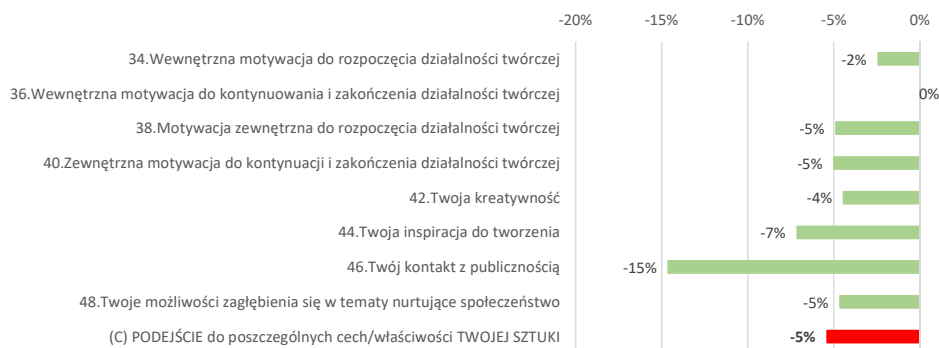 -20% -15% -10% -5% 0%
34.Wewnętrzna motywacja do rozpoczęcia działalności twórczej -2%
36.Wewnętrzna motywacja do kontynuowania i zakończenia działalności twórczej 0%
38.Motywacja zewnętrzna do rozpoczęcia działalności twórczej -5%
40.Zewnętrzna motywacja do kontynuacji i zakończenia działalności twórczej -5%
42.Twoja kreatywność -4%
44.Twoja inspiracja do tworzenia -7%
46.Twój kontakt z publicznością -15%
48.Twoje możliwości zagłębienia się w tematy nurtujące społeczeństwo -5%
(C) PODEJŚCIE do poszczególnych cech/właściwości TWOJEJ SZTUKI -5%